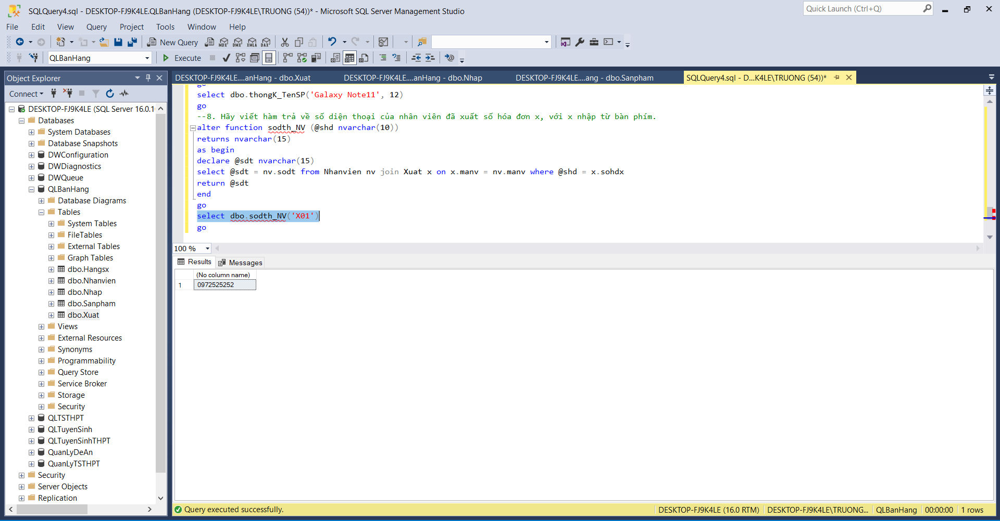 SQLQuery4.sql - DESKTOP-FJ9K4LE.QLBanHang (DESKTOP-FJ9K4LE\TRUONG (54))* - Microsoft SQL Server Management Studio
Quick Launch (Ctrl+Q)
File Edit View Query Project Tools Window Help
New Query MDX DMX XMLA DAX
QLBanHang Execute
Object Explorer
Connect
DESKTOP-FJ9K4LE (SQL Server 16.0.1
Databases
System Databases
Database Snapshots
DWConfiguration
DWDiagnostics
DWQueue
QLBanHang
Database Diagrams
Tables
System Tables
FileTables
External Tables
Graph Tables
dbo.Hangsx
dbo.Nhanvien
dbo.Nhap
dbo.Sanpham
dbo.Xuat
Views
External Resources
Synonyms
Programmability
Query Store
Service Broker
Storage
Security
QLTSTHPT
QLTuyenSinh
QLTuyenSinhTHPT
QuanLyDeAn
QuanLyTSTHPT
Security
Server Objects
Replication
DESKTOP-FJ9K4LE....anHang - dbo.Xuat
DESKTOP-FJ9K4LE....anHang - dbo.Nhap
DESKTOP-FJ9K4LE....ang - dbo.Sanpham
SQLQuery4.sql - D...K4LE\TRUONG (54))*
go
select dbo.thongK_TenSP('Galaxy Note11', 12)
go
--8. Hãy viết hàm trả về số diện thoại của nhân viên đã xuất số hóa đơn x, với x nhập từ bàn phím.
alter function sodth_NV (@shd nvarchar(10))
returns nvarchar(15)
as begin
declare @sdt nvarchar(15)
select @sdt = nv.sodt from Nhanvien nv join Xuat x on x.manv = nv.manv where @shd = x.sohdx
return @sdt
end
go
select dbo.sodth_NV('X01')
go
100 %
Results Messages
(No column name)
1 0972525252
Query executed successfully.
DESKTOP-FJ9K4LE (16.0 RTM) DESKTOP-FJ9K4LE\TRUONG... QLBanHang 00:00:00 1 rows